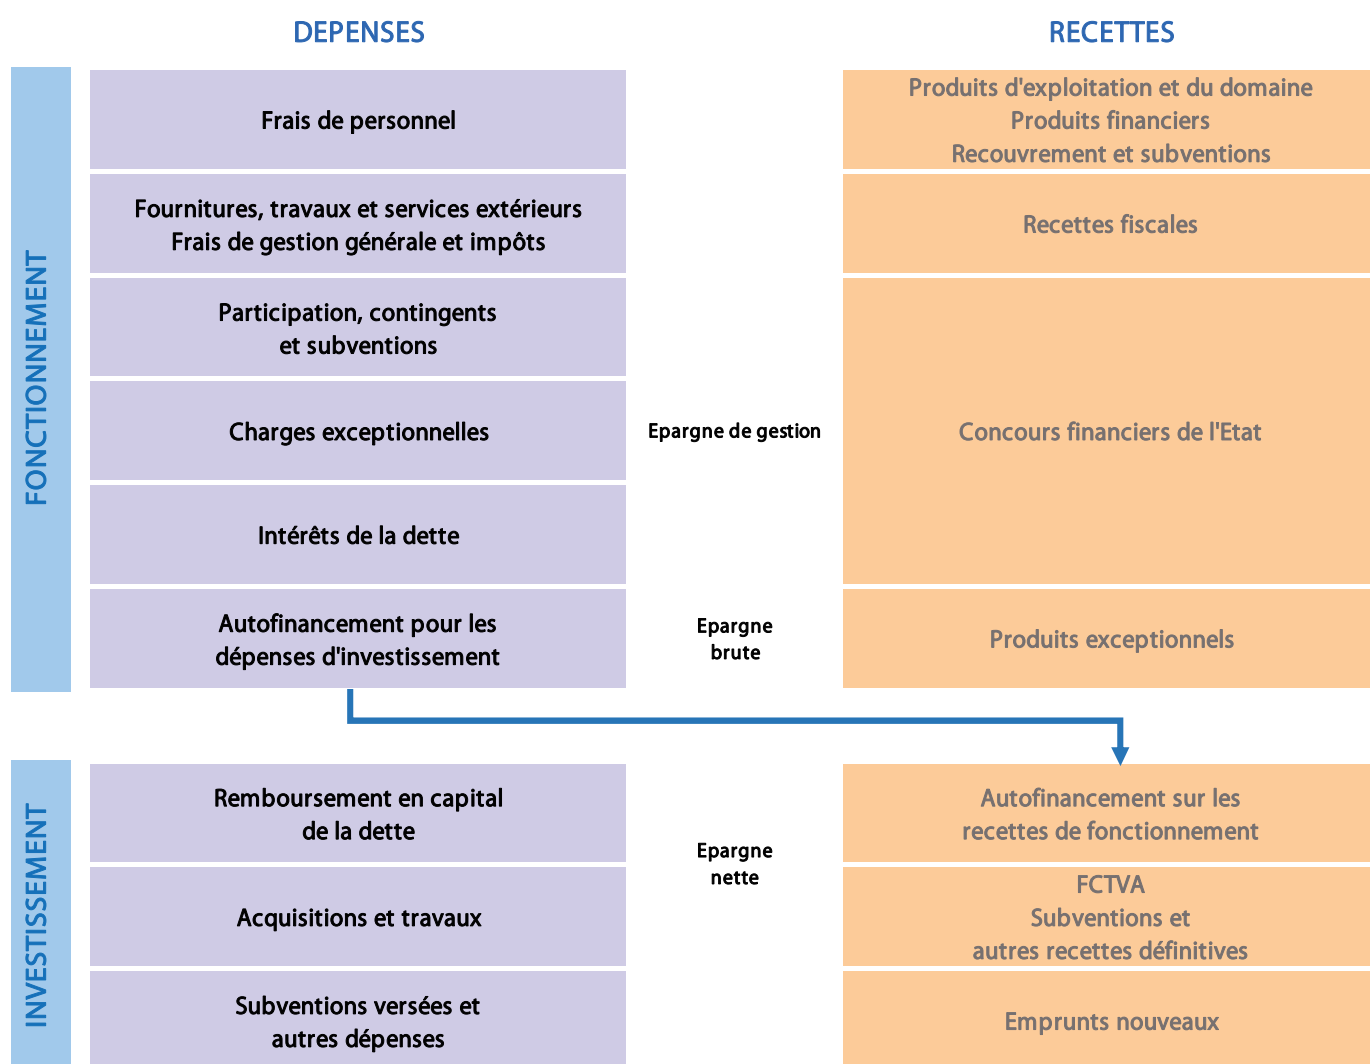 DEPENSES
RECETTES
FONCTIONNEMENT
Frais de personnel
Produits d'exploitation et du domaine
Produits financiers
Recouvrement et subventions
Fournitures, travaux et services extérieurs
Frais de gestion générale et impôts
Recettes fiscales
Participation, contingents
et subventions
Charges exceptionnelles
Epargne de gestion
Concours financiers de l'Etat
Intérêts de la dette
Autofinancement pour les
dépenses d'investissement
Epargne
brute
Produits exceptionnels
INVESTISSEMENT
Remboursement en capital
de la dette
Epargne
nette
Autofinancement sur les
recettes de fonctionnement
Acquisitions et travaux
FCTVA
Subventions et
autres recettes définitives
Subventions versées et
autres dépenses
Emprunts nouveaux